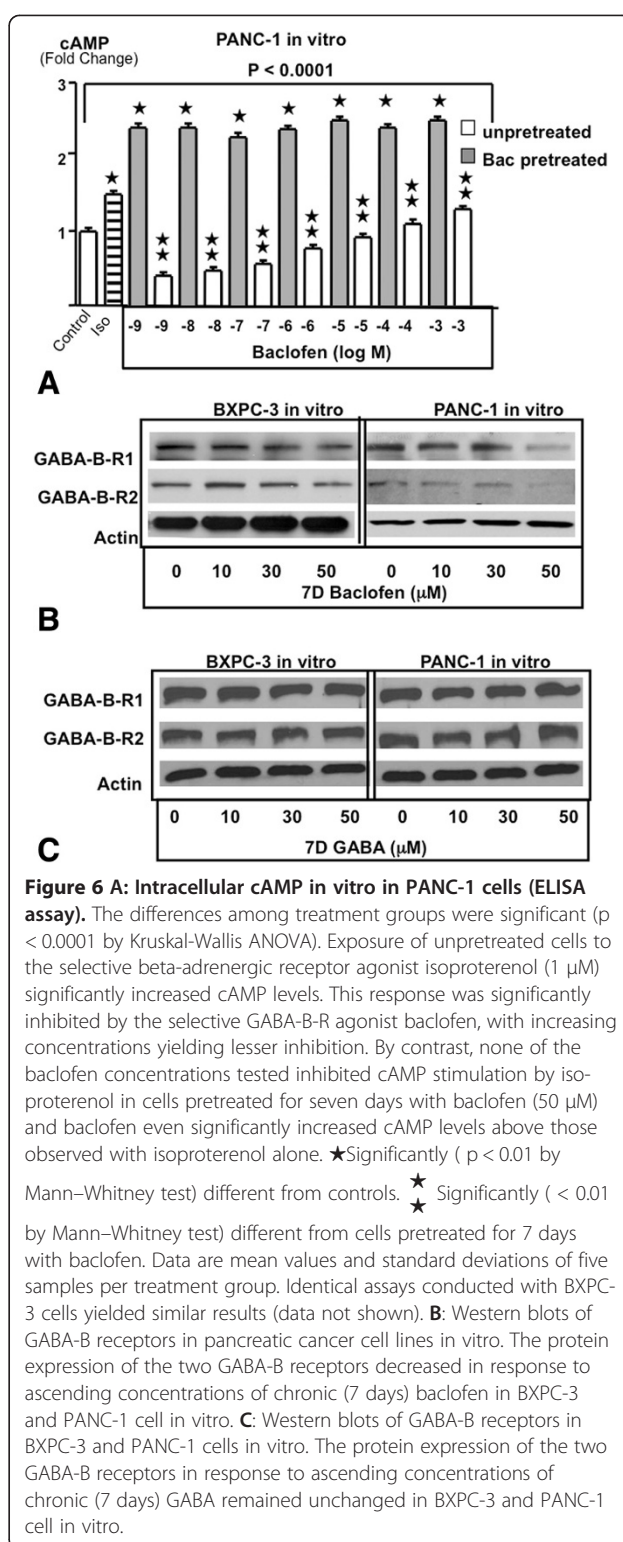 cAMP
(Fold Change)
PANC-1 in vitro
P < 0.0001
3
2
1
★ ★ ★ ★ ★ ★ ★ ★
★★ ★★ ★★ ★★ ★★ ★★ ★★
unpretreated
Bac pretreated
Control
Iso
-9 -9 -8 -8 -7 -7 -6 -6 -5 -5 -4 -4 -3 -3
Baclofen (log M)
A
BXPC-3 in vitro PANC-1 in vitro
GABA-B-R1
GABA-B-R2
Actin
0 10 30 50 0 10 30 50
7D Baclofen (µM)
B
BXPC-3 in vitro PANC-1 in vitro
GABA-B-R1
GABA-B-R2
Actin
0 10 30 50 0 10 30 50
7D GABA (µM)
C
Figure 6 A: Intracellular cAMP in vitro in PANC-1 cells (ELISA
assay). The differences among treatment groups were significant (p
< 0.0001 by Kruskal-Wallis ANOVA). Exposure of unpretreated cells to
the selective beta-adrenergic receptor agonist isoproterenol (1 µM)
significantly increased cAMP levels. This response was significantly
inhibited by the selective GABA-B-R agonist baclofen, with increasing
concentrations yielding lesser inhibition. By contrast, none of the
baclofen concentrations tested inhibited cAMP stimulation by iso-
proterenol in cells pretreated for seven days with baclofen (50 µM)
and baclofen even significantly increased cAMP levels above those
observed with isoproterenol alone. ★Significantly ( p < 0.01 by
Mann–Whitney test) different from controls. ★★ Significantly ( < 0.01
by Mann–Whitney test) different from cells pretreated for 7 days
with baclofen. Data are mean values and standard deviations of five
samples per treatment group. Identical assays conducted with BXPC-
3 cells yielded similar results (data not shown). B: Western blots of
GABA-B receptors in pancreatic cancer cell lines in vitro. The protein
expression of the two GABA-B receptors decreased in response to
ascending concentrations of chronic (7 days) baclofen in BXPC-3
and PANC-1 cell in vitro. C: Western blots of GABA-B receptors in
BXPC-3 and PANC-1 cells in vitro. The protein expression of the two
GABA-B receptors in response to ascending concentrations of
chronic (7 days) GABA remained unchanged in BXPC-3 and PANC-1
cell in vitro.